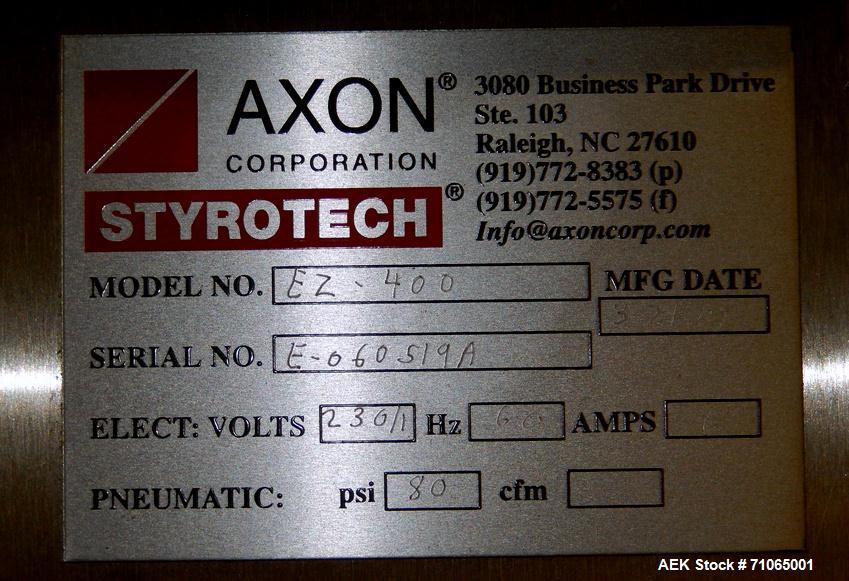 AXON®
CORPORATION
STYROTECH®
3080 Business Park Drive
Ste. 103
Raleigh, NC 27610
(919)772-8383 (p)
(919)772-5575 (f)
Info@axoncorp.com
MODEL NO. EZ-400
MFG DATE
SERIAL NO. E-060519A
ELECT: VOLTS 230/1 Hz 60 AMPS
PNEUMATIC: psi 80 cfm
AEK Stock # 71065001